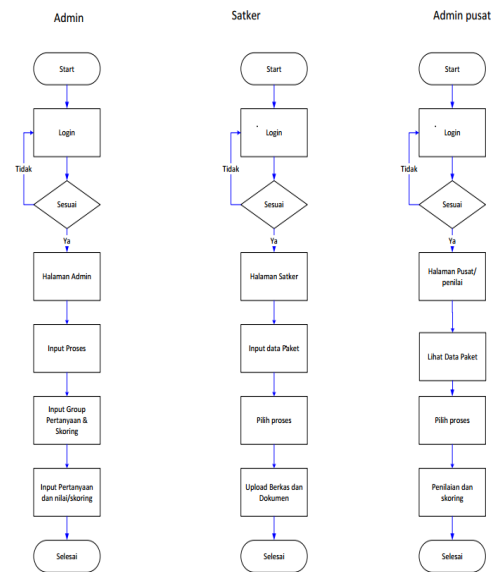 Admin
Satker
Admin pusat
Start
Start
Start
Login
Login
Login
Tidak
Tidak
Tidak
Sesuai
Sesuai
Sesuai
Ya
Ya
Ya
Halaman Admin
Halaman Satker
Halaman Pusat/
penilai
Input Proses
Input data Paket
Lihat Data Paket
Input Group
Pertanyaan &
Skoring
Pilih proses
Pilih proses
Input Pertanyaan
dan nilai/skoring
Upload Berkas dan
Dokumen
Penilaian dan
skoring
Selesai
Selesai
Selesai